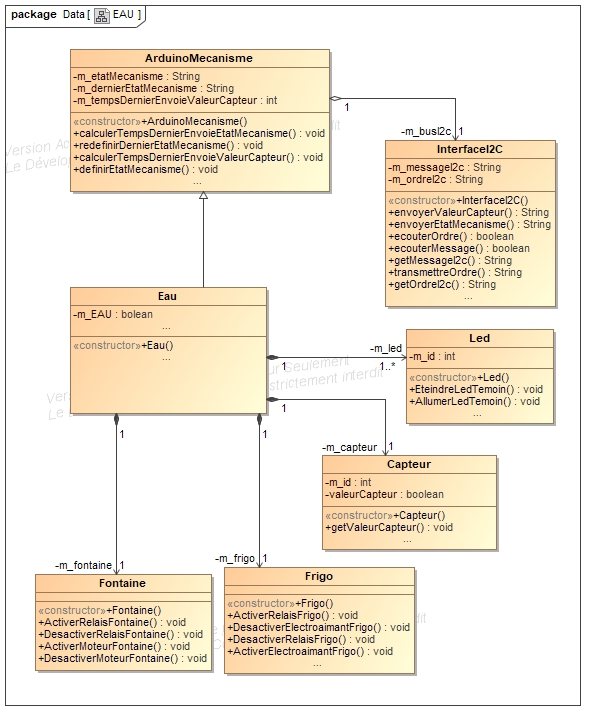 package Data [ EAU ]
ArduinoMecanisme
-m_etatMecanisme : String
-m_dernierEtatMecanisme : String
-m_tempsDernierEnvoieValeurCapteur : int
«constructor»+ArduinoMecanisme()
+calculerTempsDernierEnvoieEtatMecanisme() : void
+redefinirDernierEtatMecanisme() : void
+calculerTempsDernierEnvoieValeurCapteur() : void
+definirEtatMecanisme() : void
...
1
-m_busI2c 1
InterfaceI2C
-m_messageI2c : String
-m_ordreI2c : String
«constructor»+InterfaceI2C()
+envoyerValeurCapteur() : String
+envoyerEtatMecanisme() : String
+ecouterOrdre() : boolean
+ecouterMessage() : boolean
+getMessageI2c() : String
+transmettreOrdre() : String
+getOrdreI2c() : String
...
Eau
-m_EAU : bolean
...
«constructor»+Eau()
...
1
-m_led
1..*
Led
-m_id : int
«constructor»+Led()
+EteindreLedTemoin() : void
+AllumerLedTemoin() : void
...
1
-m_capteur 1
Capteur
-m_id : int
-valeurCapteur : boolean
«constructor»+Capteur()
+getValeurCapteur() : void
...
1
-m_fontaine 1
Fontaine
«constructor»+Fontaine()
+ActiverRelaisFontaine() : void
+DesactiverRelaisFontaine() : void
+ActiverMoteurFontaine() : void
+DesactiverMoteurFontaine() : void
1
-m_frigo 1
Frigo
«constructor»+Frigo()
+ActiverRelaisFrigo() : void
+DesactiverElectroaimantFrigo() : void
+DesactiverRelaisFrigo() : void
+ActiverElectroaimantFrigo() : void
...